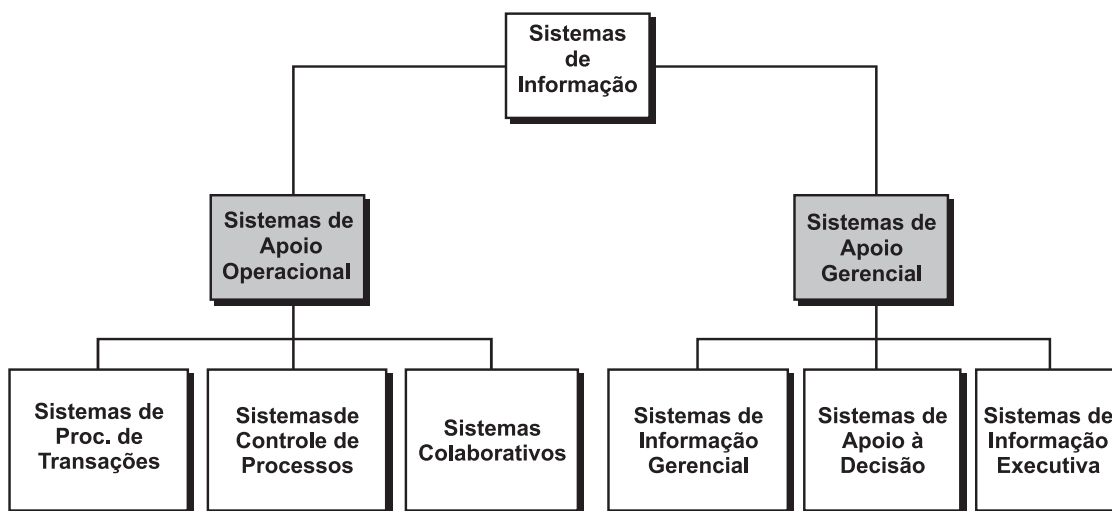 Sistemas
de
Informação
Sistemas de
Apoio
Operacional
Sistemas de
Apoio
Gerencial
Sistemas de
Proc. de
Transações
Sistemasde
Controle de
Processos
Sistemas
Colaborativos
Sistemas de
Informação
Gerencial
Sistemas de
Apoio à
Decisão
Sistemas de
Informação
Executiva